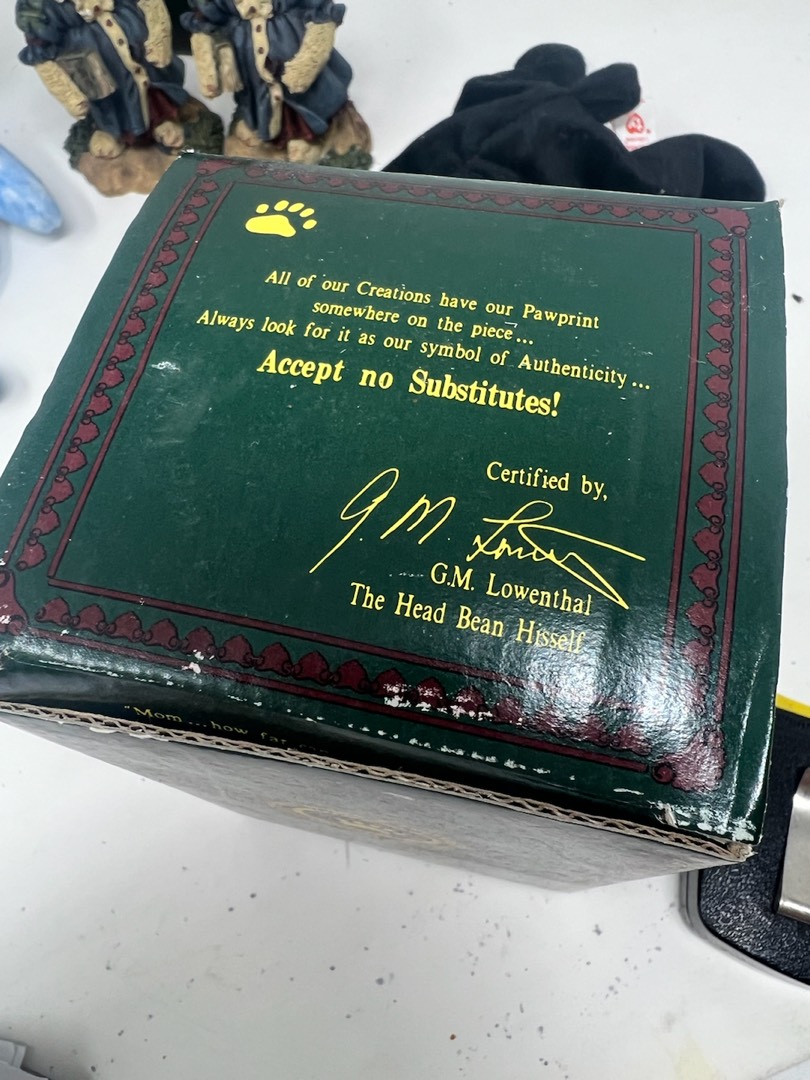 All of our Creations have our Pawprint
somewhere on the piece...
Always look for it as our symbol of Authenticity...
Accept no Substitutes!
Certified by,
G.M. Lowenthal
G.M. Lowenthal
The Head Bean Hisself
"Mom...how far can